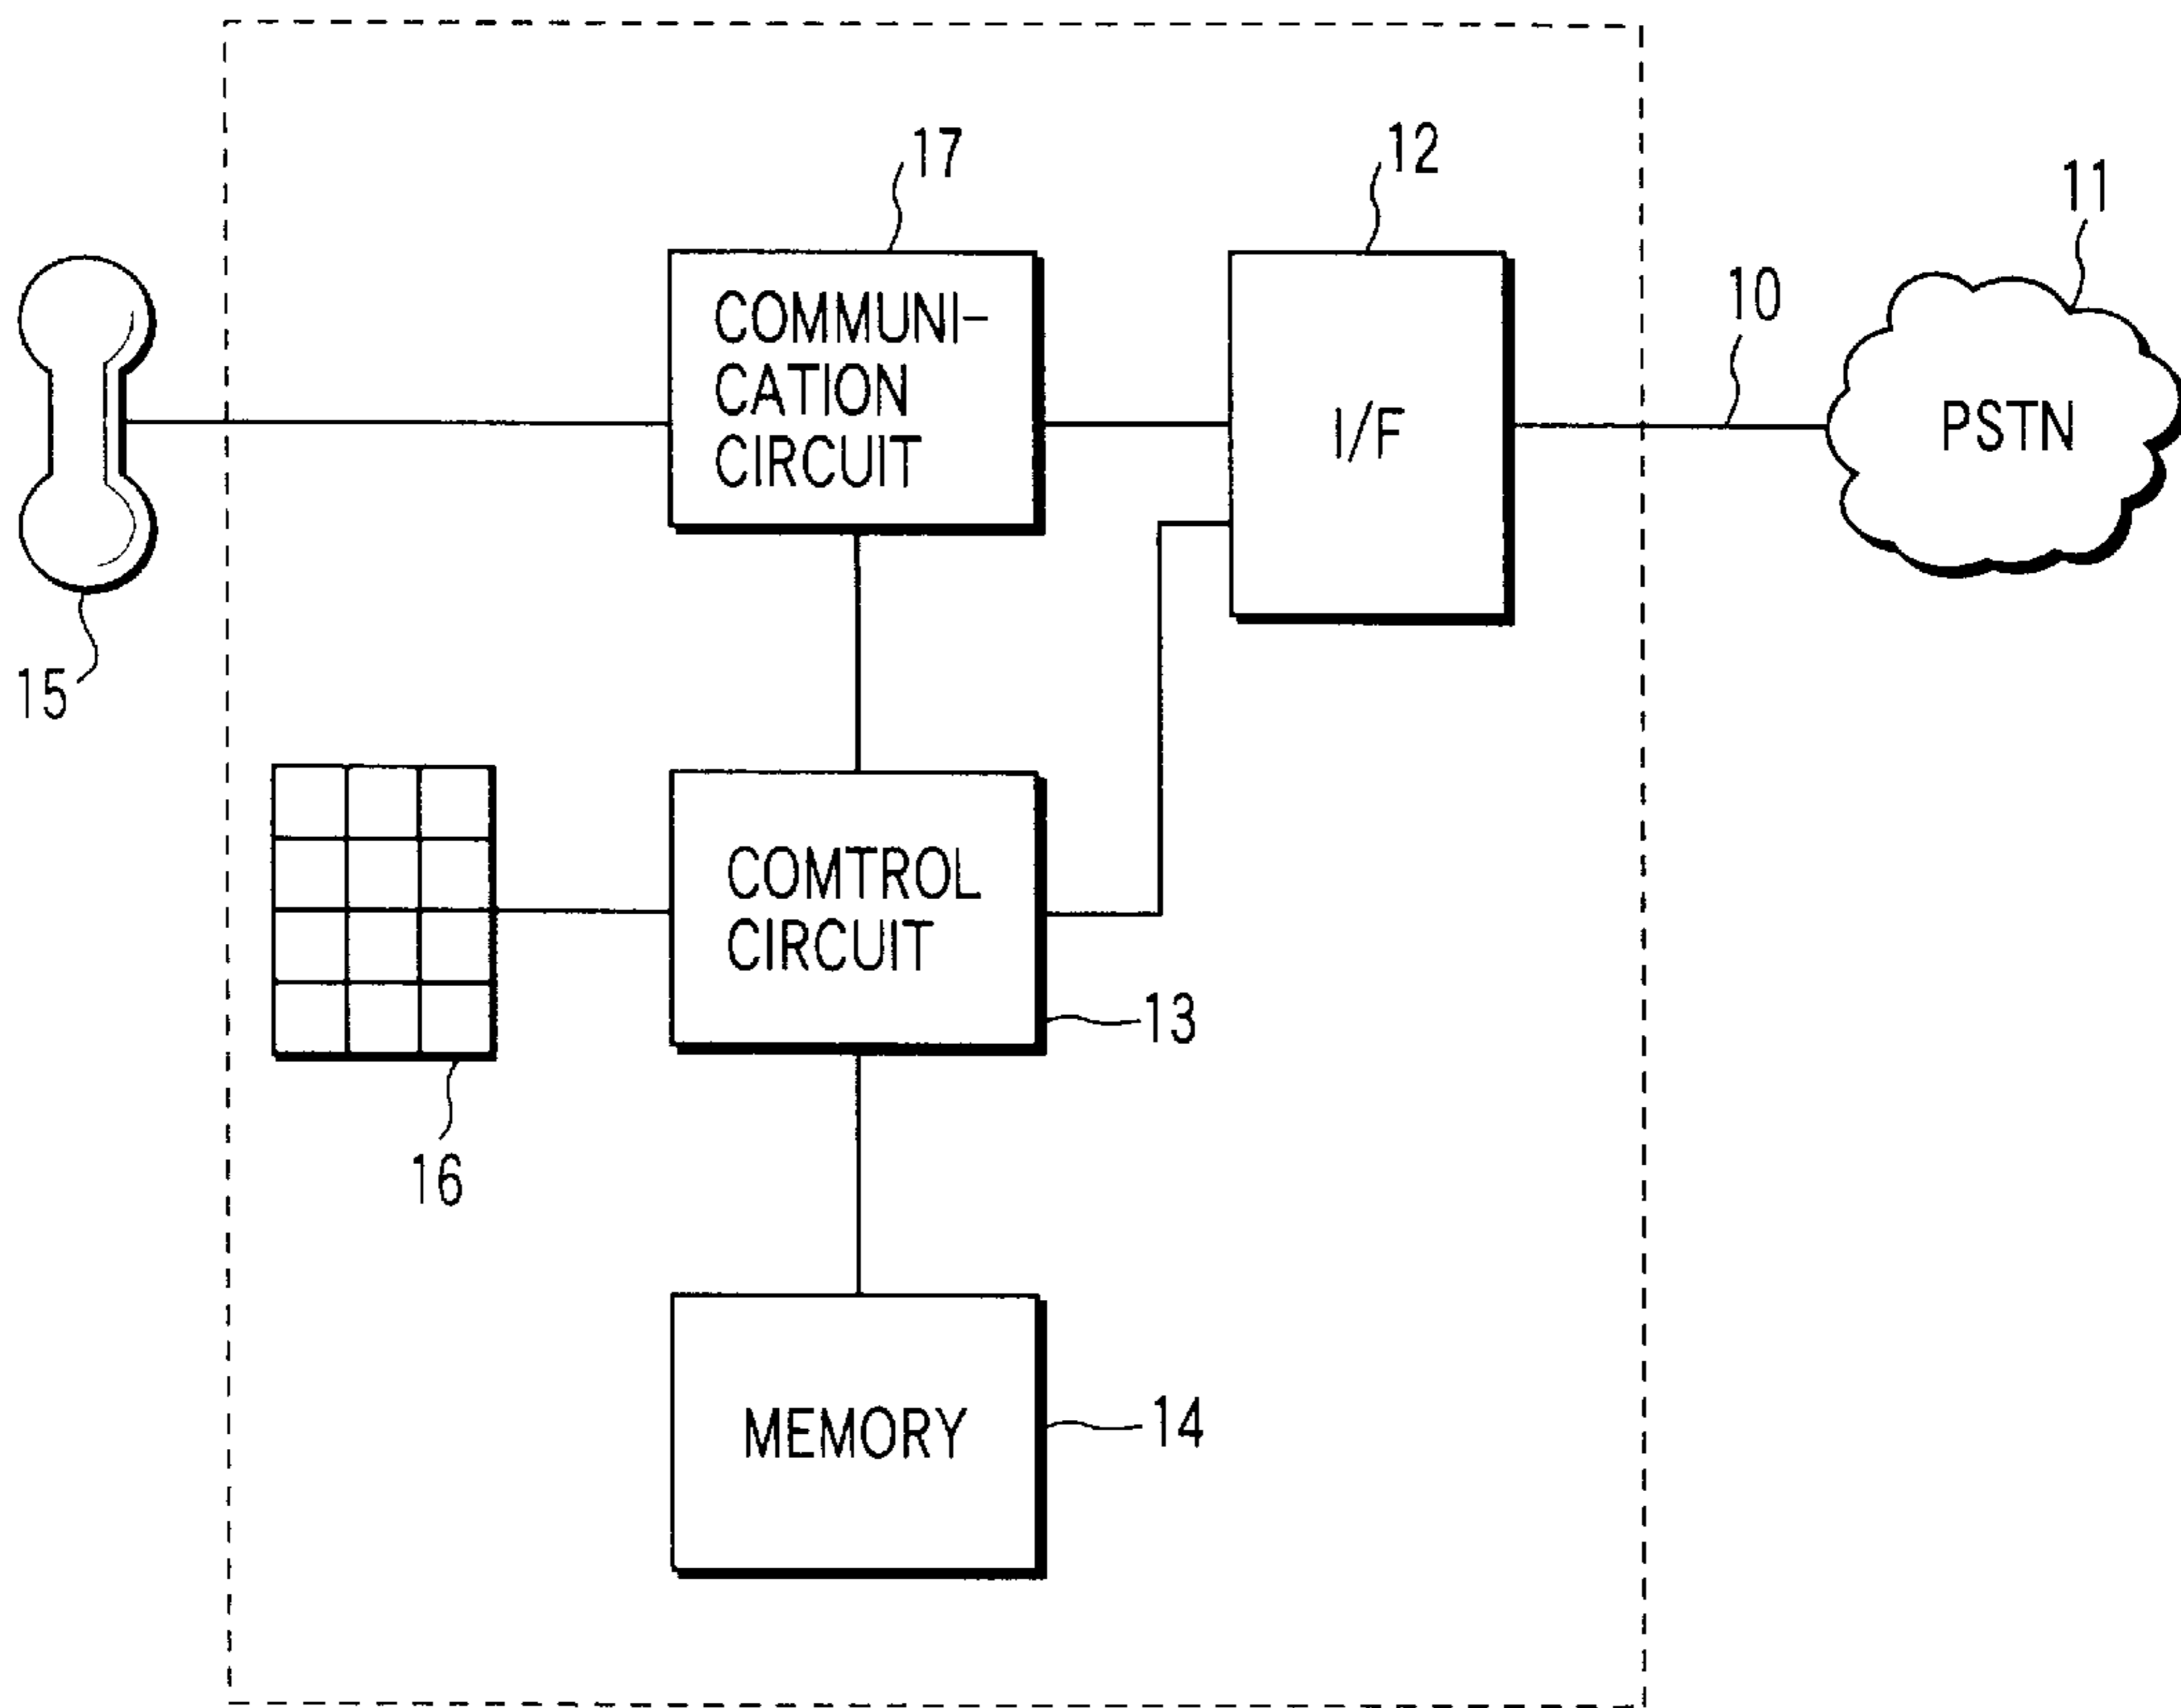 17
12
11
10
COMMUNI-
CATION
CIRCUIT
I/F
PSTN
15
COMTROL
CIRCUIT
13
16
MEMORY
14